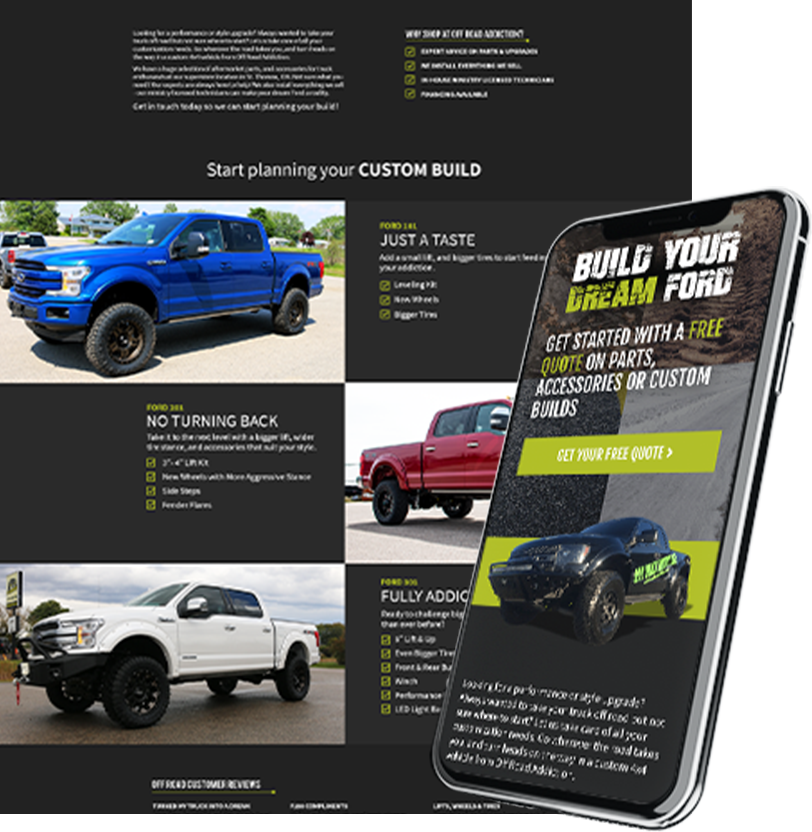 Looking for a performance or style upgrade? Always wanted to take your
truck off road but not sure where to start? Let us take care of all your
customization needs. Go wherever the road takes you, and turn heads on
the way in a custom 4x4 vehicle from Off Road Addiction.
We have a huge selection of aftermarket parts, and accessories for truck
enthusiasts at our superstore location in St. Thomas, ON. Not sure what you
need? Our experts are always here to help! We also install everything we sell
- our ministry licensed technicians can make your dream Ford a reality.
Get in touch today so we can start planning your build!
WHY SHOP AT OFF ROAD ADDICTION?
EXPERT ADVICE ON PARTS & UPGRADES
WE INSTALL EVERYTHING WE SELL
IN-HOUSE MINISTRY LICENSED TECHNICIANS
FINANCING AVAILABLE
Start planning your CUSTOM BUILD
FORD 101
JUST A TASTE
Add a small lift, and bigger tires to start feed
your addiction.
Leveling Kit
New Wheels
Bigger Tires
FORD 201
NO TURNING BACK
Take it to the next level with a bigger lift, wider
tire stance, and accessories that suit your style.
3"- 4" Lift Kit
New Wheels with More Aggressive Stance
Side Steps
Fender Flares
FORD 301
FULLY ADDIC
Ready to challenge big
than ever before?
6" Lift & Up
Even Bigger Tire
Front & Rear Bu
Winch
Performance
LED Light Ba
OFF ROAD CUSTOMER REVIEWS
TURNED MY TRUCK INTO A DREAM
F-150 COMPLIMENTS
LIFTS, WHEELS & TIRES
BUILD YOUR
DREAM FORD
GET STARTED WITH A FREE
QUOTE ON PARTS,
ACCESSORIES OR CUSTOM
BUILDS
GET YOUR FREE QUOTE >
Looking for a performance or style upgrade?
Always wanted to take your truck off road but not
sure where to start? Let us take care of all your
customization needs. Go wherever the road takes
you, and turn heads on the way in a custom 4x4
vehicle from Off Road Addiction.